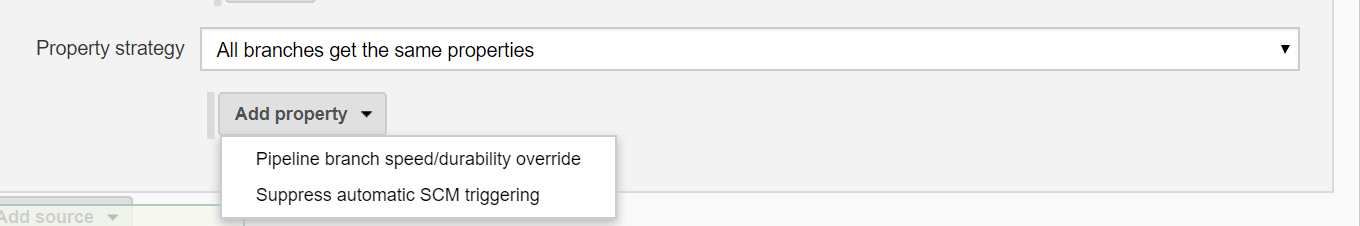 Property strategy
All branches get the same properties
Add property
Pipeline branch speed/durability override
Suppress automatic SCM triggering
Add source